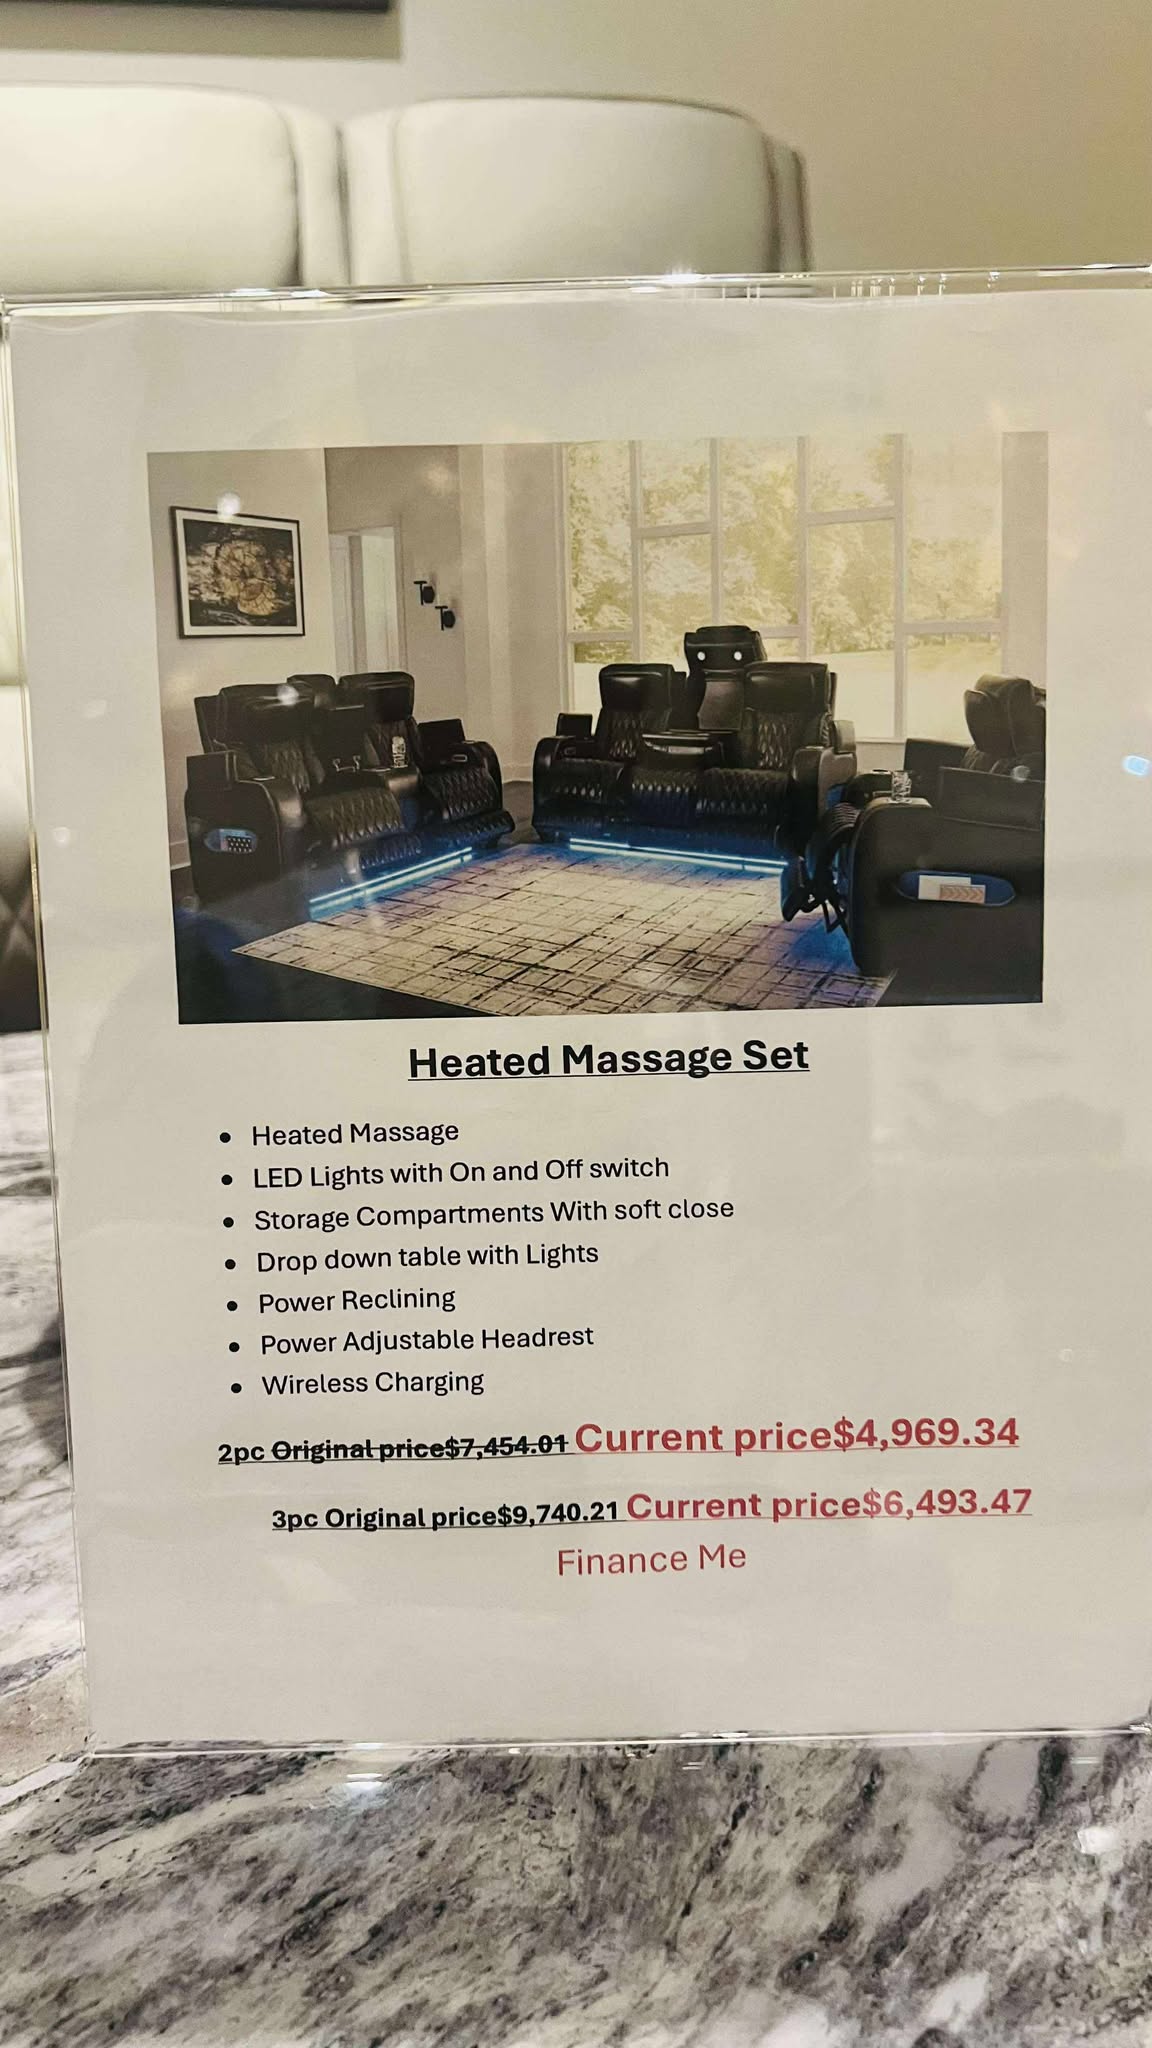 Heated Massage Set
• Heated Massage
• LED Lights with On and Off switch
• Storage Compartments With soft close
• Drop down table with Lights
• Power Reclining
• Power Adjustable Headrest
• Wireless Charging
2pc Original price$7,454.01 Current price$4,969.34
3pc Original price$9,740.21 Current price$6,493.47
Finance Me